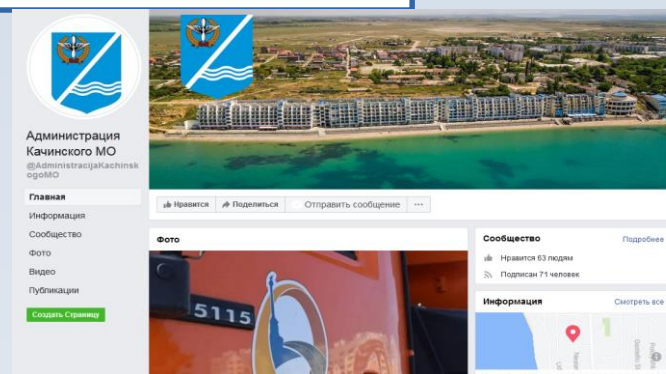 Администрация
Качинского МО
@AdministracijaKachinsk
ogoMO
Главная
Информация
Сообщество
Фото
Видео
Публикации
Создать Страницу
Нравится
Поделиться
Отправить сообщение
Фото
5115
Сообщество
Подробнее
Нравится 63 людям
Подписан 71 человек
Информация
Смотреть все